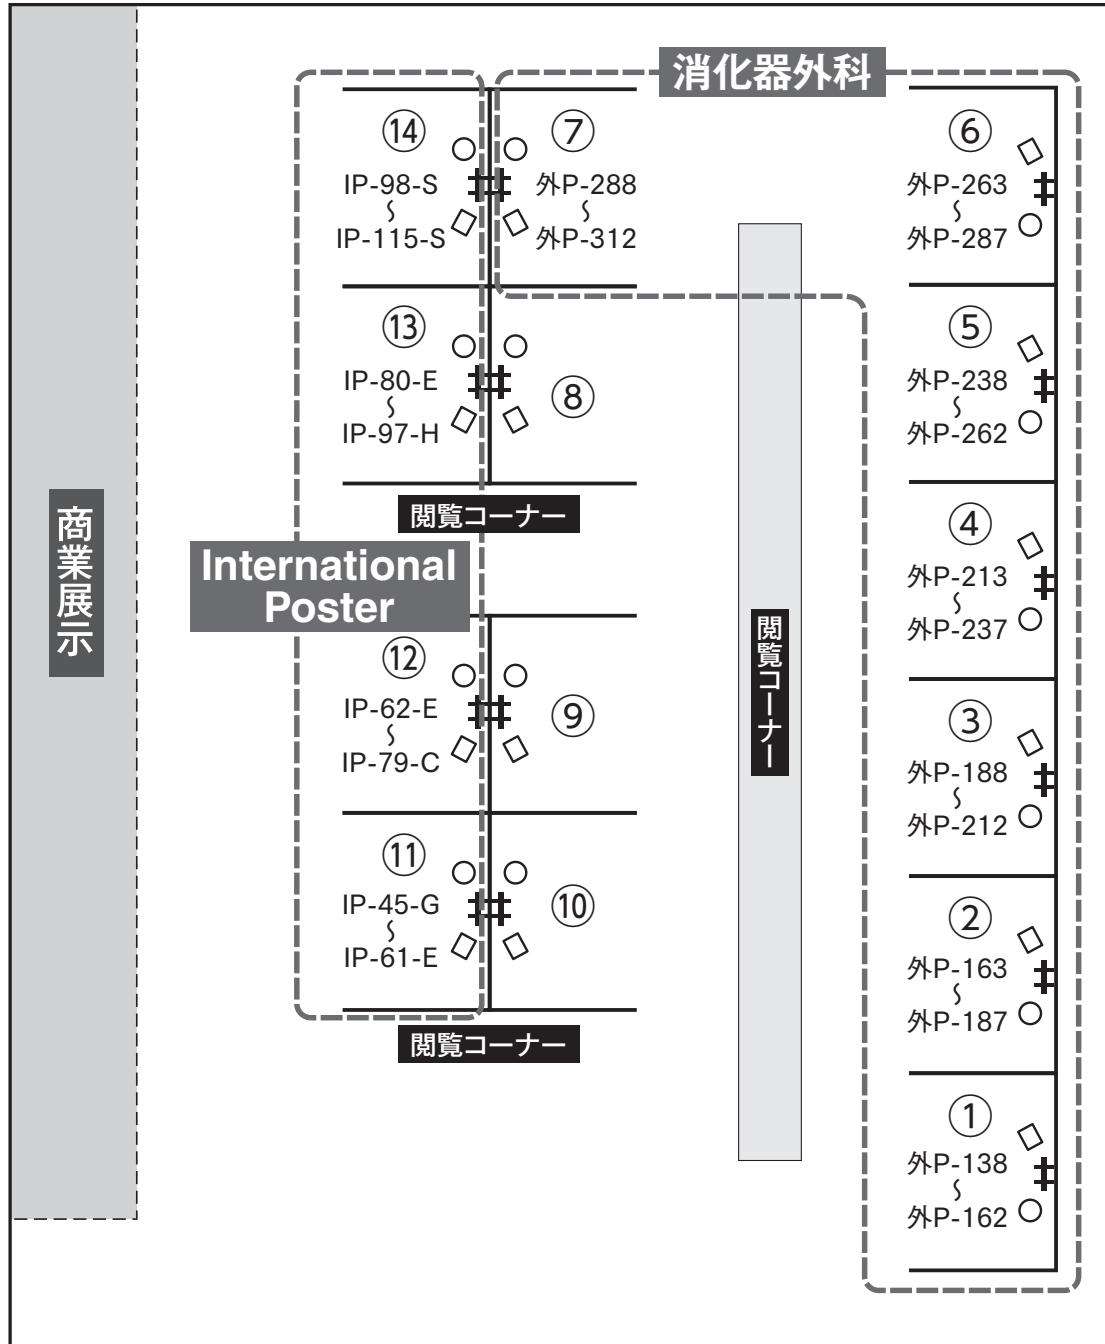 消化器外科
⑭
IP-98-S
〜
IP-115-S
⑦
外P-288
〜
外P-312
⑥
外P-263
〜
外P-287
⑬
IP-80-E
〜
IP-97-H
⑧
⑤
外P-238
〜
外P-262
閲覧コーナー
商業展示
International
Poster
④
外P-213
〜
外P-237
閲覧コーナー
⑫
IP-62-E
〜
IP-79-C
⑨
③
外P-188
〜
外P-212
⑪
IP-45-G
〜
IP-61-E
⑩
②
外P-163
〜
外P-187
閲覧コーナー
①
外P-138
〜
外P-162